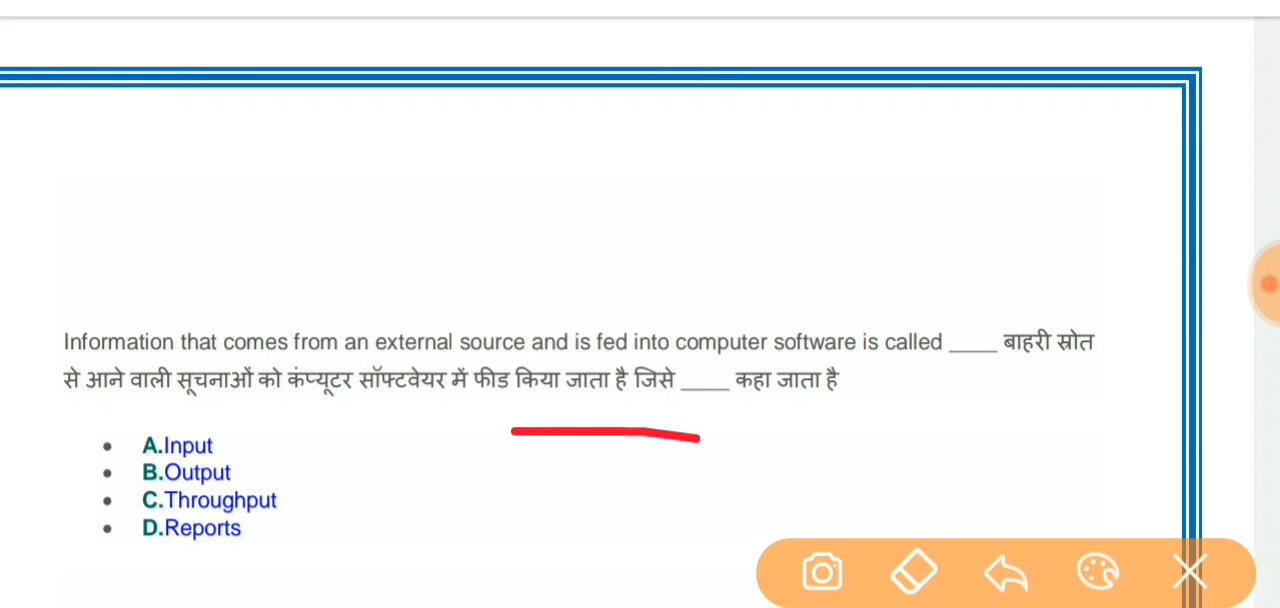 Information that comes from an external source and is fed into computer software is called ____ बाहरी स्रोत
से आने वाली सूचनाओं को कंप्यूटर सॉफ्टवेयर में फीड किया जाता है जिसे ____ कहा जाता है
• A.Input
• B.Output
• C.Throughput
• D.Reports